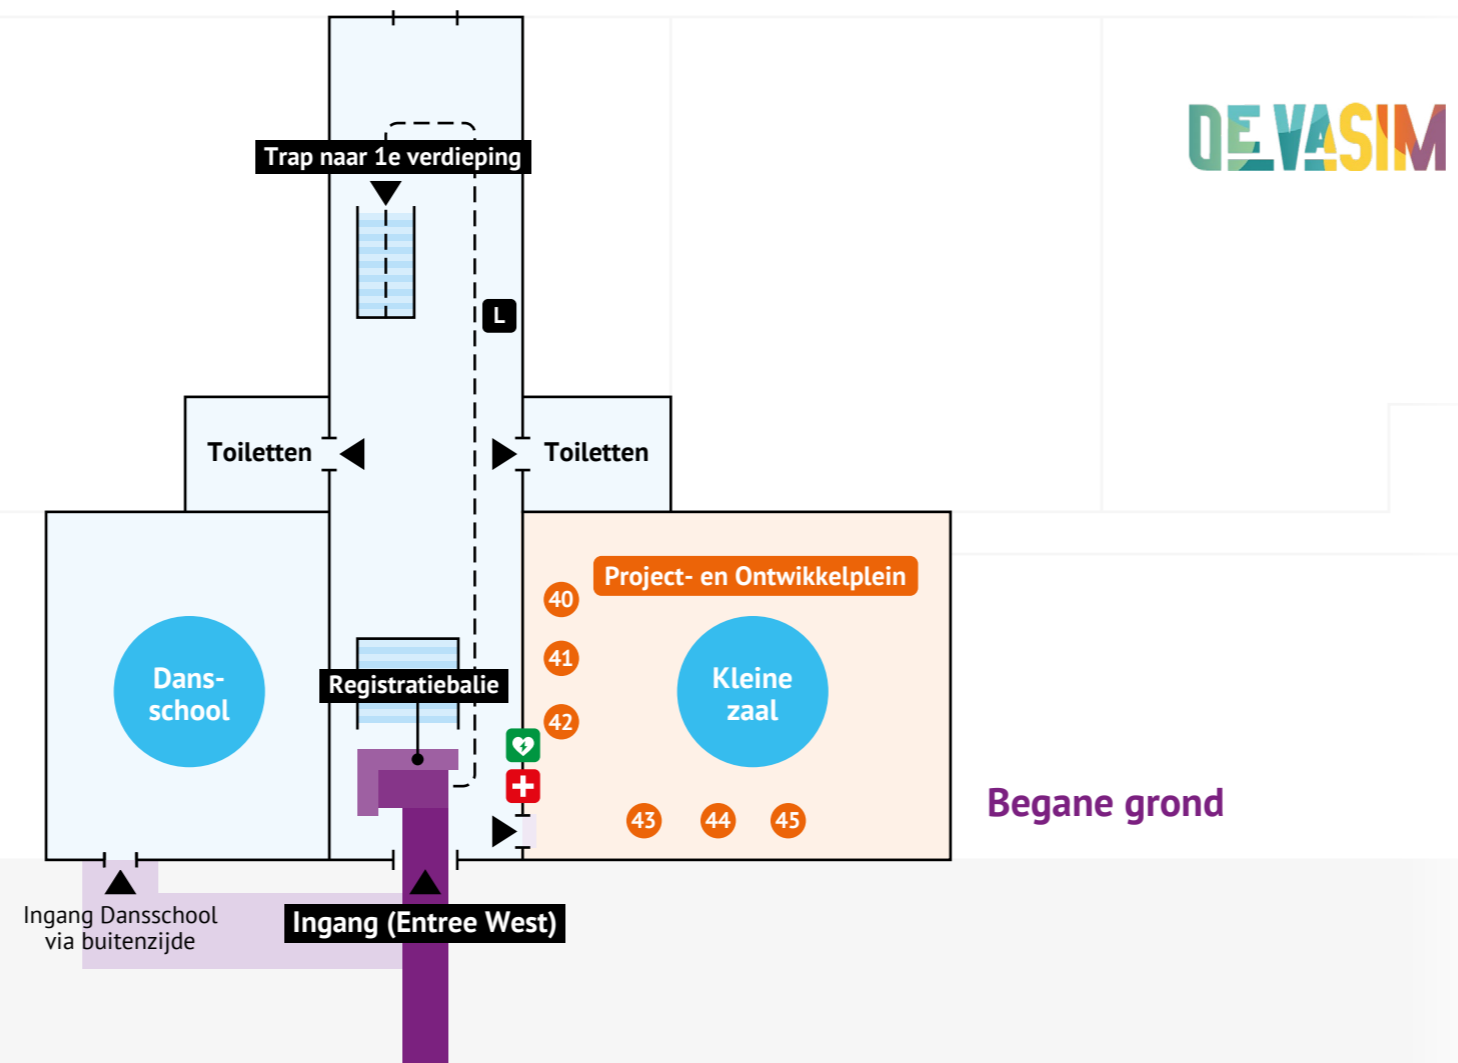 DE VASIM
Trap naar 1e verdieping
L
Toiletten
Toiletten
Project- en Ontwikkelplein
40
41
42
Dans-
school
Registratiebalie
Kleine
zaal
43
44
45
Begane grond
Ingang Dansschool
via buitenzijde
Ingang (Entree West)